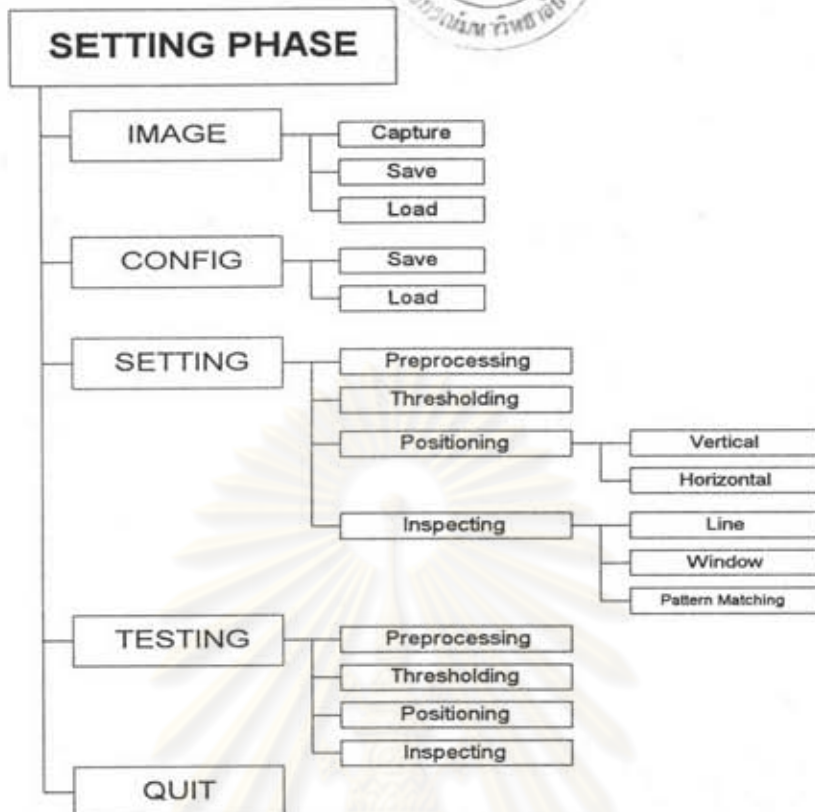 SETTING PHASE
IMAGE
Capture
Save
Load
CONFIG
Save
Load
SETTING
Preprocessing
Thresholding
Positioning
Vertical
Horizontal
Inspecting
Line
Window
Pattern Matching
TESTING
Preprocessing
Thresholding
Positioning
Inspecting
QUIT